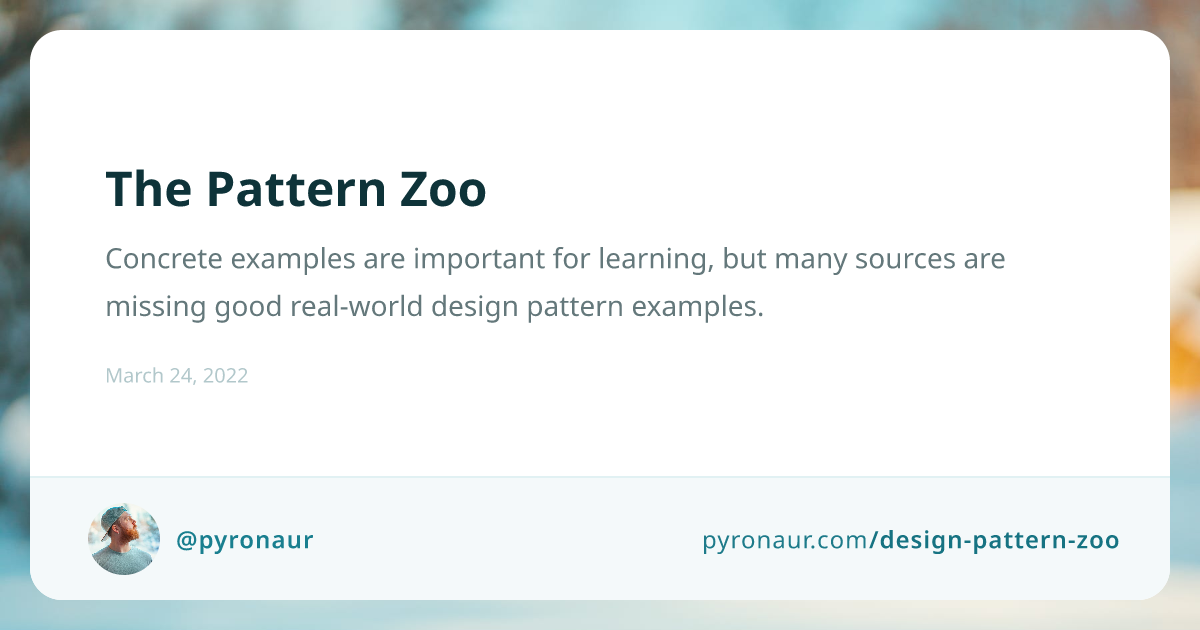 The Pattern Zoo
Concrete examples are important for learning, but many sources are
missing good real-world design pattern examples.
March 24, 2022
@pyronaur
pyronaur.com/design-pattern-zoo